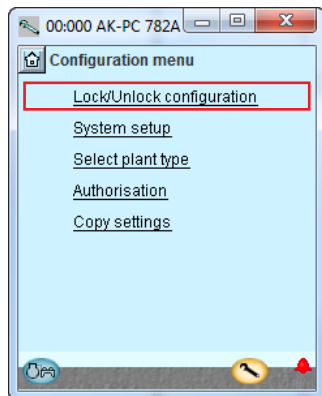 00:000 AK-PC 782A
Configuration menu
Lock/Unlock configuration
System setup
Select plant type
Authorisation
Copy settings